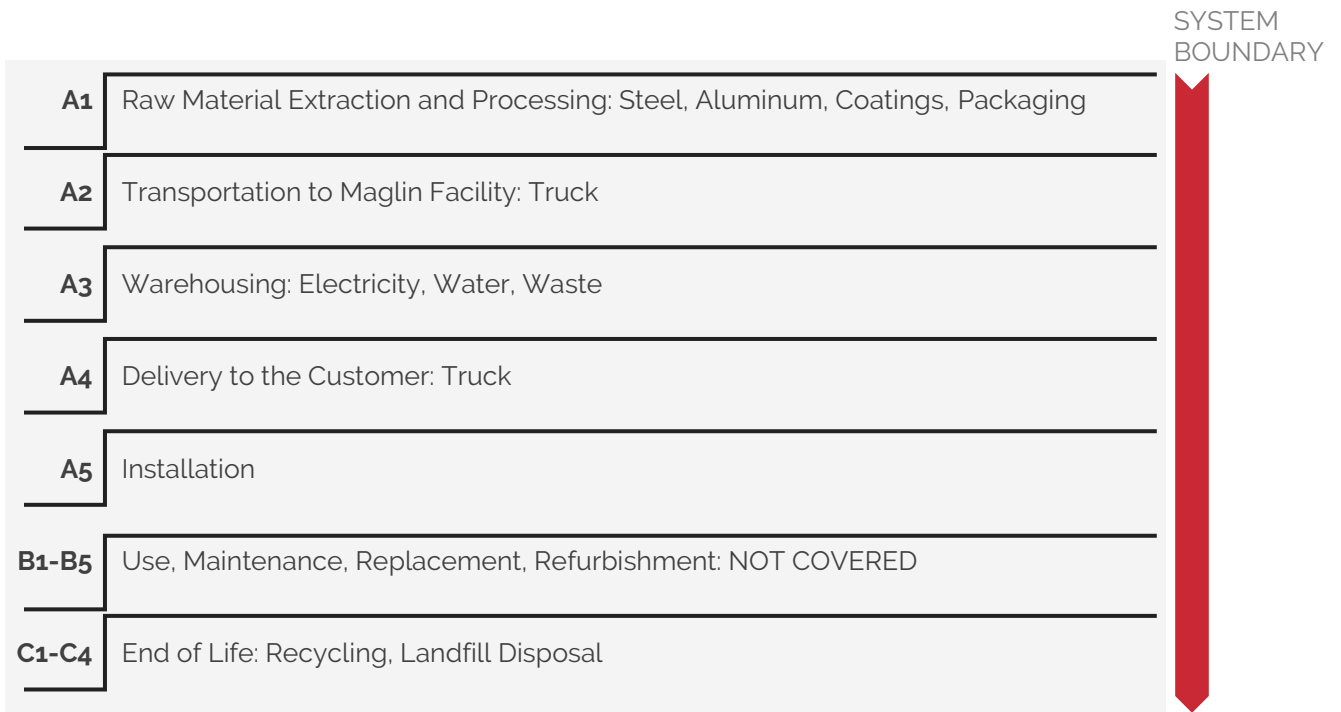 SYSTEM
BOUNDARY
A1 Raw Material Extraction and Processing: Steel, Aluminum, Coatings, Packaging
A2 Transportation to Maglin Facility: Truck
A3 Warehousing: Electricity, Water, Waste
A4 Delivery to the Customer: Truck
A5 Installation
B1-B5 Use, Maintenance, Replacement, Refurbishment: NOT COVERED
C1-C4 End of Life: Recycling, Landfill Disposal